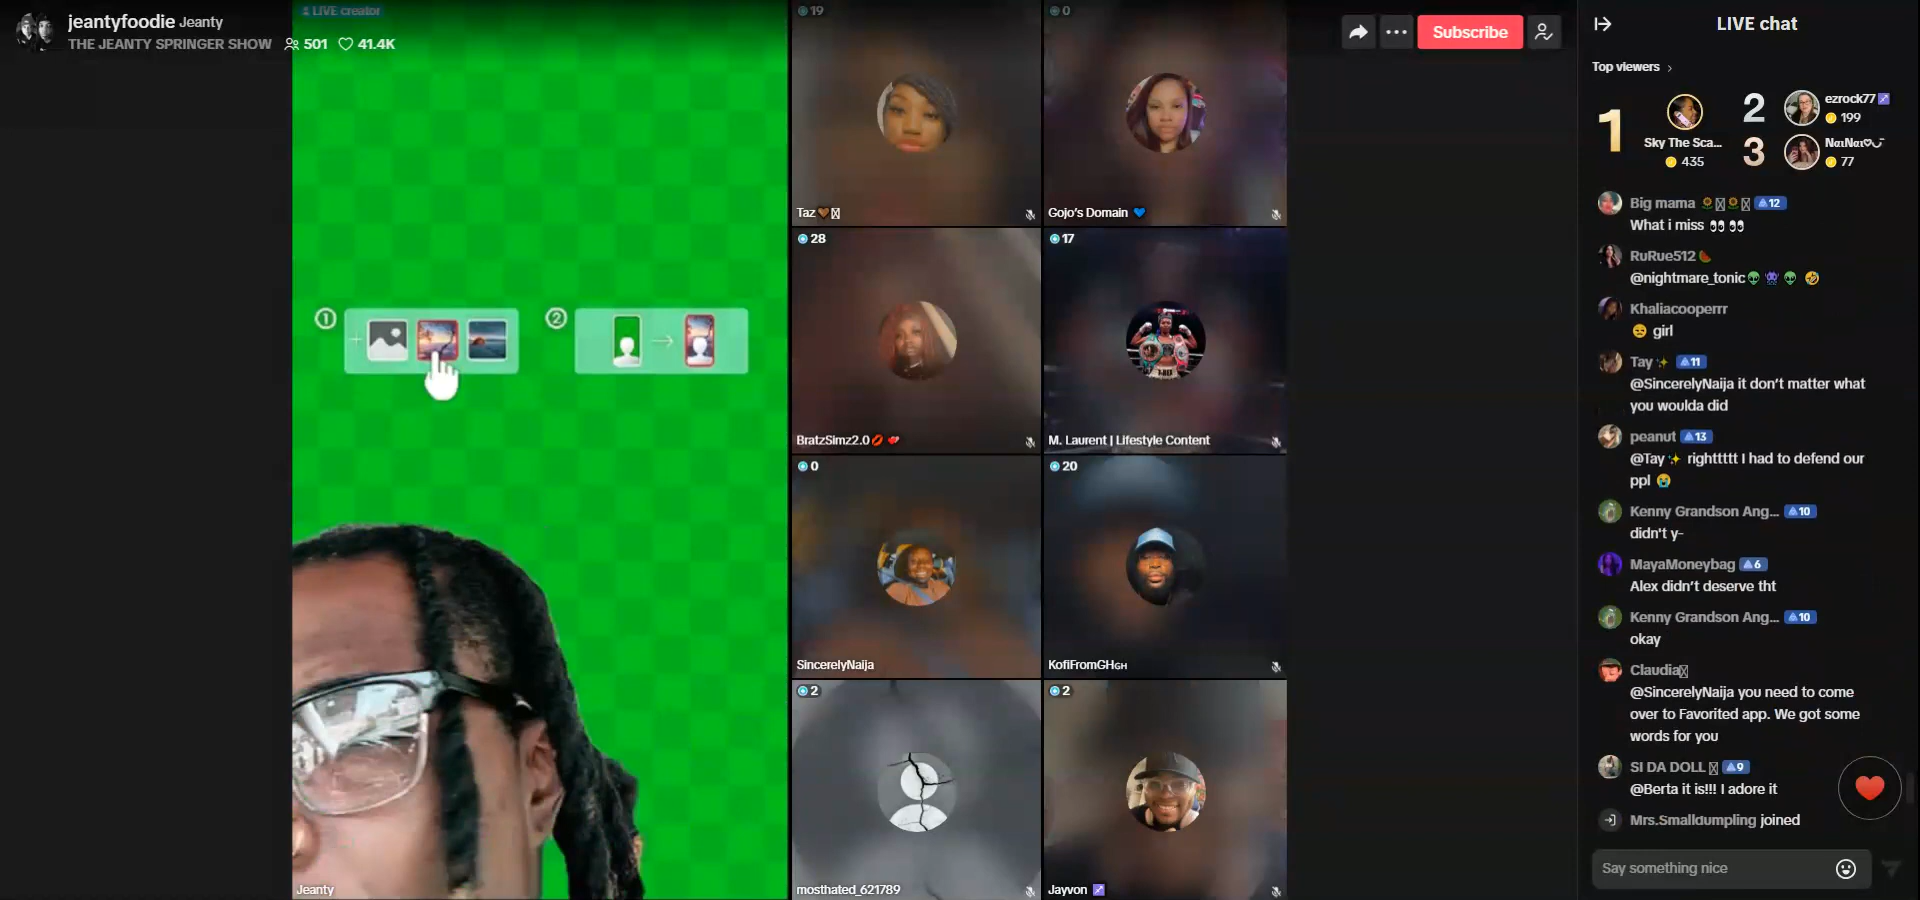 jeantyfoodie Jeanty
THE JEANTY SPRINGER SHOW 501 41.4K
LIVE creator
1
2
19
Taz
0
Gojo's Domain
28
BratzSimz2.0
17
M. Laurent | Lifestyle Content
0
SincerelyNaija
20
KofiFromGH GH
2
mosthated_621789
2
Jayvon
Jeanty
Subscribe
LIVE chat
Top viewers
1
Sky The Sca...
435
2
ezrock77
199
3
NαιNαι
77
Big mama 12
What i miss
RuRue512
@nightmare_tonic
Khaliacooperrr
girl
Tay 11
@SincerelyNaija it don't matter what
you woulda did
peanut 13
@Tay righttttt I had to defend our
ppl
Kenny Grandson Ang... 10
didn't y-
MayaMoneybag 6
Alex didn't deserve tht
Kenny Grandson Ang... 10
okay
Claudia
@SincerelyNaija you need to come
over to Favorited app. We got some
words for you
SI DA DOLL 9
@Berta it is!!! I adore it
Mrs.Smalldumpling joined
Say something nice